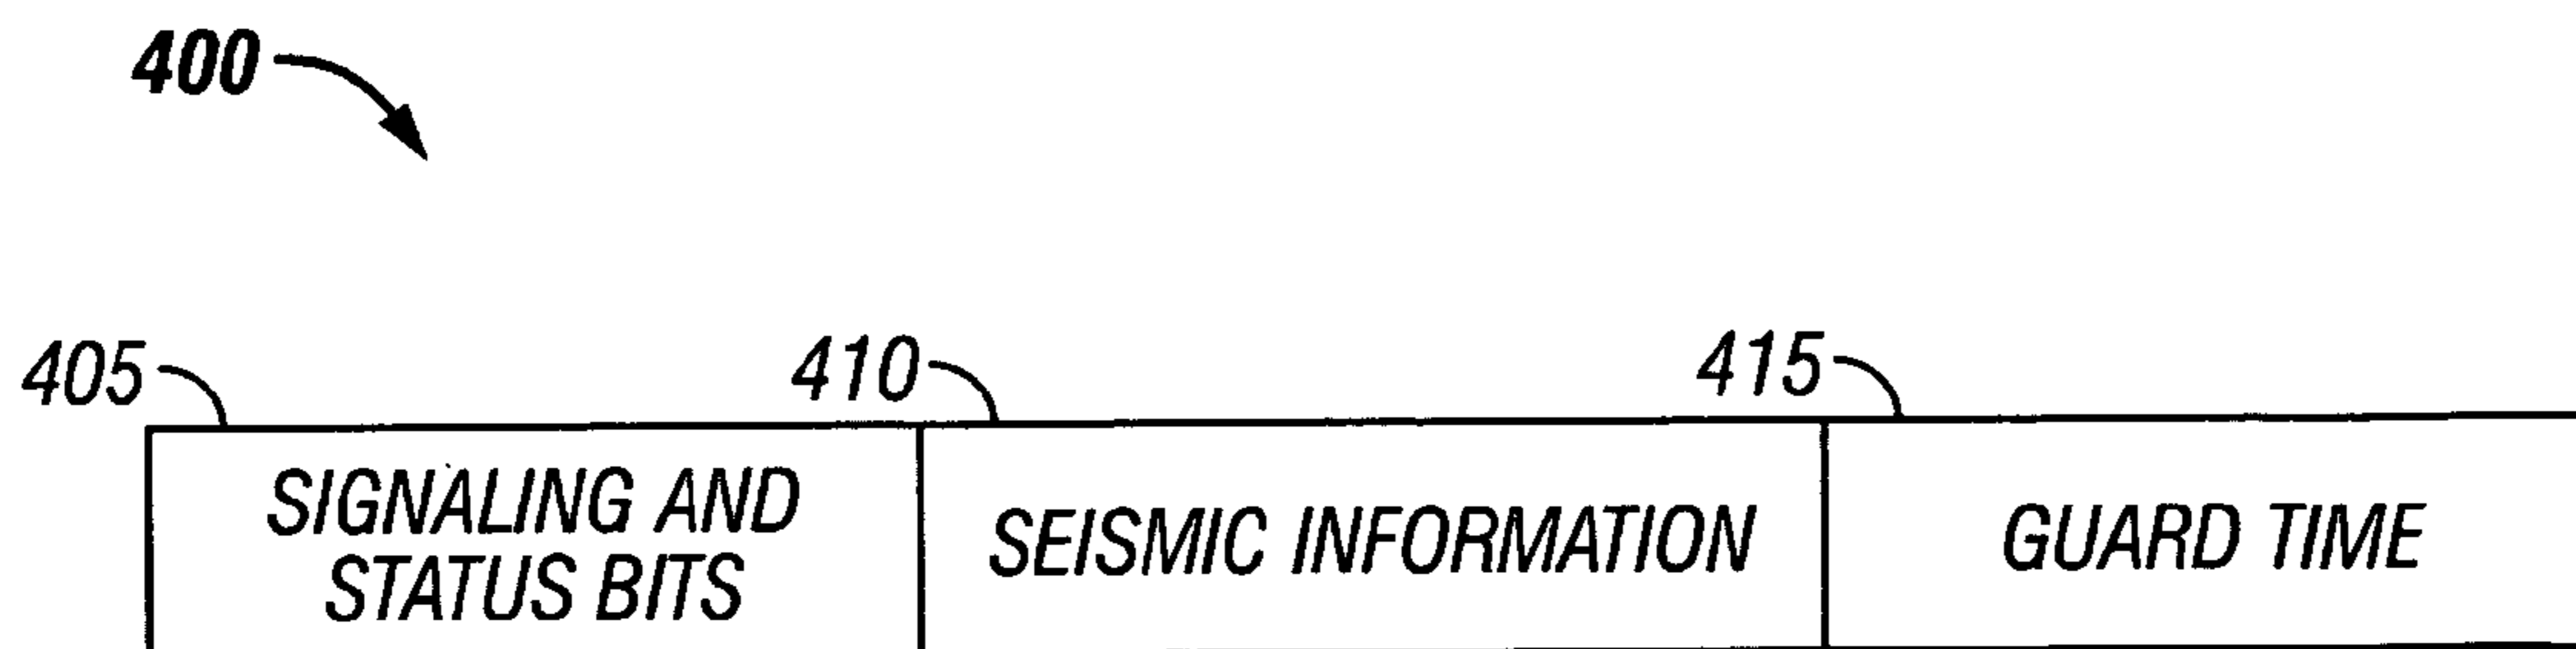 400
405
410
415
SIGNALING AND
STATUS BITS
SEISMIC INFORMATION
GUARD TIME